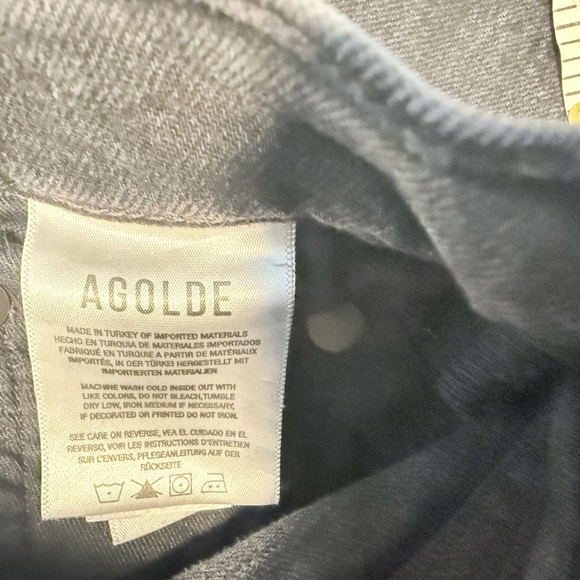 AGOLDE
MADE IN TURKEY OF IMPORTED MATERIALS
HECHO EN TURQUIA DE MATERIALES IMPORTADOS
FABRIQUÉ EN TURQUIE A PARTIR DE MATÉRIAUX
IMPORTÉS, IN DER TÜRKEI HERGESTELLT MIT
IMPORTIERTEN MATERIALIEN
MACHINE WASH COLD INSIDE OUT WITH
LIKE COLORS, DO NOT BLEACH,TUMBLE
DRY LOW, IRON MEDIUM IF NECESSARY,
IF DECORATED OR PRINTED DO NOT IRON.
SEE CARE ON REVERSE, VEA EL CUIDADO EN EL
REVERSO, VOIR LES INSTRUCTIONS D'ENTRETIEN
SUR L'ENVERS, PFLEGEANLEITUNG AUF DER
RÜCKSEITE